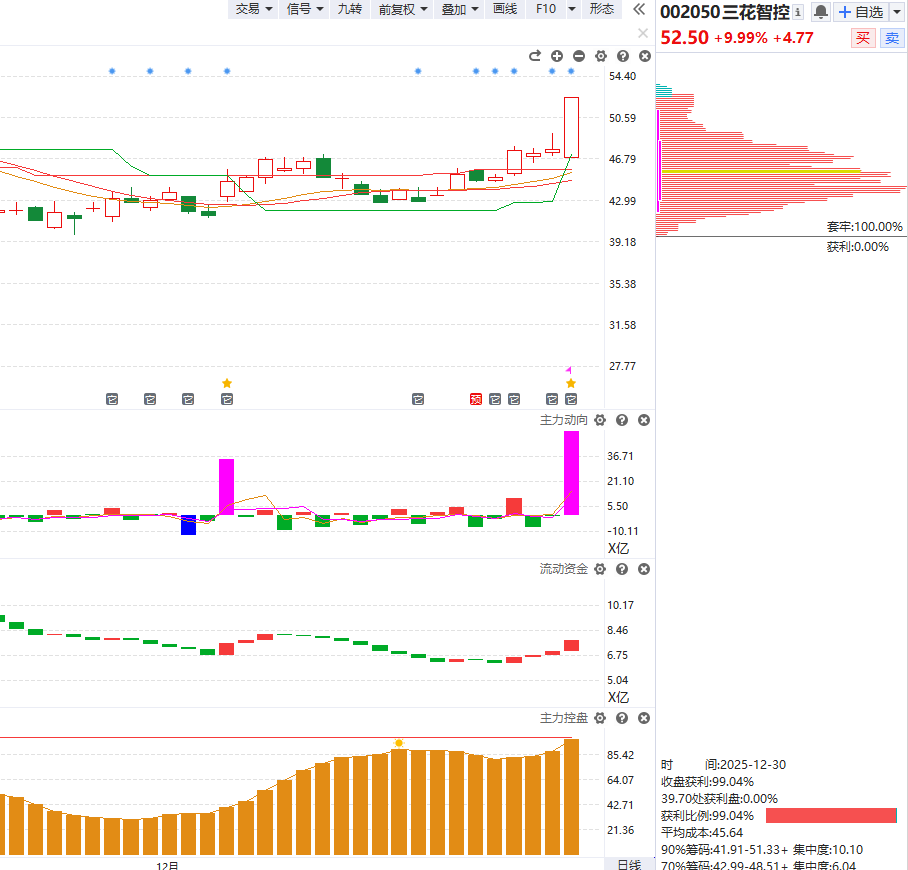 交易 信号 九转 前复权 叠加 画线 F10 形态
002050 三花智控 自选
52.50 +9.99% +4.77 买 卖
54.40
50.59
46.79
42.99
39.18
35.38
31.58
27.77
预
套牢:100.00%
获利:0.00%
主力动向
36.71
21.10
5.50
-10.11
X亿
流动资金
10.17
8.46
6.75
5.04
X亿
主力控盘
85.42
64.07
42.71
21.36
12月
日线
时 间:2025-12-30
收盘获利:99.04%
39.70处获利盘:0.00%
获利比例:99.04%
平均成本:45.64
90%筹码:41.91-51.33+ 集中度:10.10
70%筹码:42.99-48.51+ 集中度:6.04